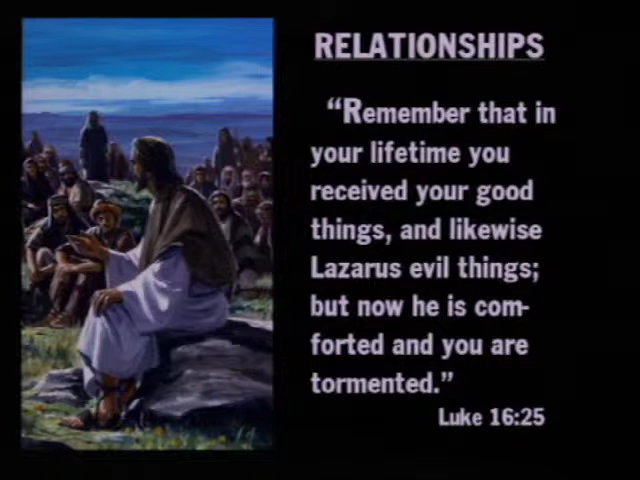 RELATIONSHIPS
“Remember that in
your lifetime you
received your good
things, and likewise
Lazarus evil things;
but now he is com-
forted and you are
tormented.”
Luke 16:25